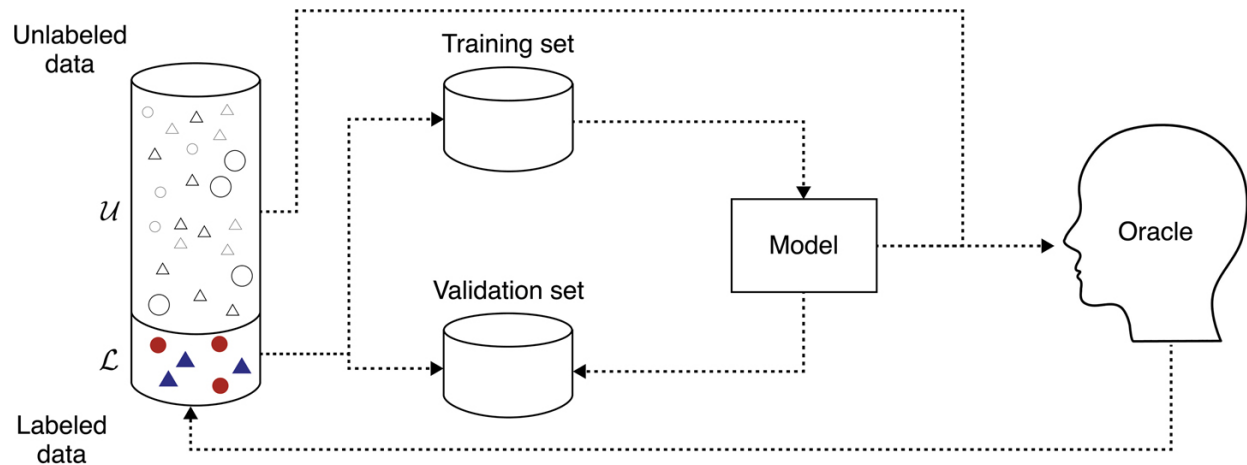 Unlabeled
data
Training set
𝒰
Model
Oracle
Validation set
ℒ
Labeled
data